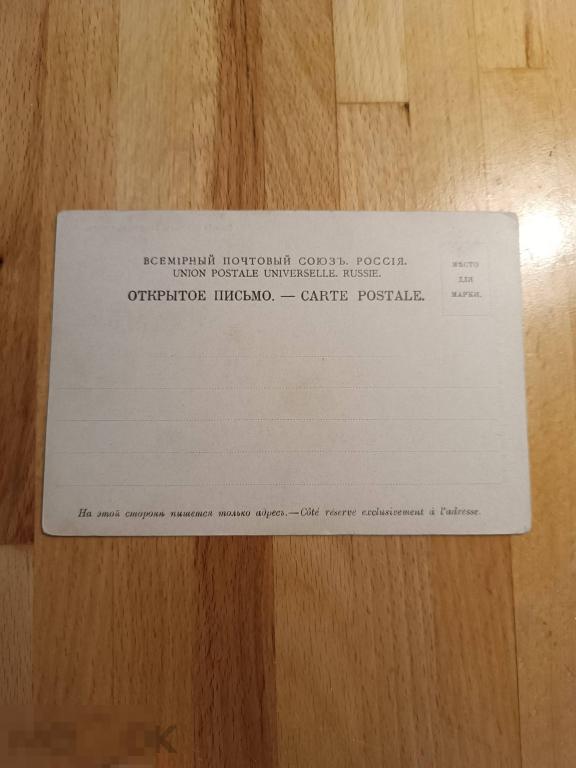 ВСЕМІРНЫЙ ПОЧТОВЫЙ СОЮЗЪ. РОССІЯ.
UNION POSTALE UNIVERSELLE. RUSSIE.
ОТКРЫТОЕ ПИСЬМО. — CARTE POSTALE.
МѢСТО
ДЛЯ
МАРКИ.
На этой сторонѣ пишется только адресъ. — Côté réservé exclusivement à l'adresse.